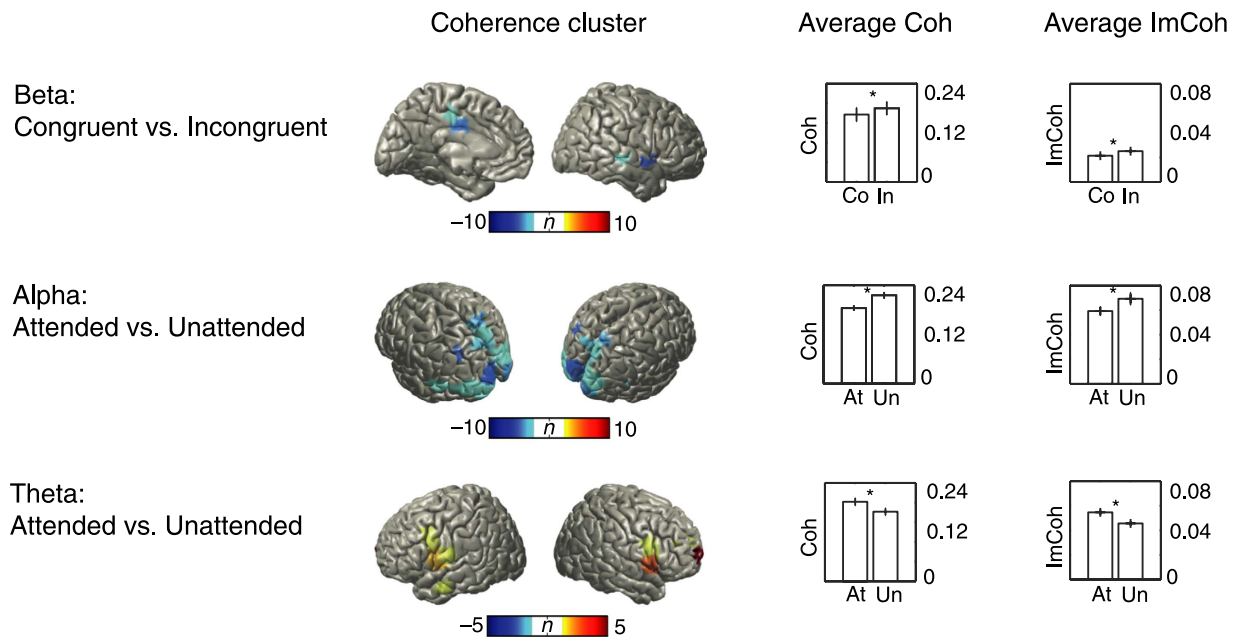 Coherence cluster Average Coh Average ImCoh
Beta:
Congruent vs. Incongruent
Coh
*
0.24
0.12
0
Co In
ImCoh
*
0.08
0.04
0
Co In
–10 n 10
Alpha:
Attended vs. Unattended
Coh
*
0.24
0.12
0
At Un
ImCoh
*
0.08
0.04
0
At Un
–10 n 10
Theta:
Attended vs. Unattended
Coh
*
0.24
0.12
0
At Un
ImCoh
*
0.08
0.04
0
At Un
–5 n 5